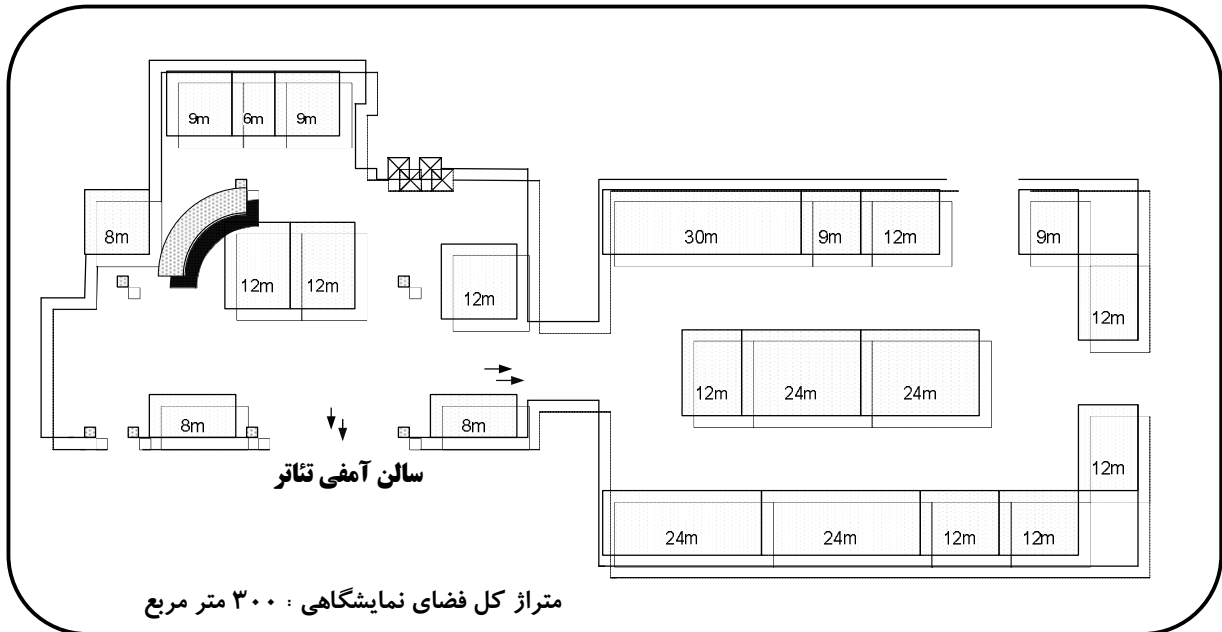 9m 6m 9m
8m
30m 9m 12m 9m
12m 12m 12m
12m
12m 24m 24m
8m 8m
12m
سالن آمفی تئاتر
24m 24m 12m 12m
متراژ کل فضای نمایشگاهی : ۳۰۰ متر مربع